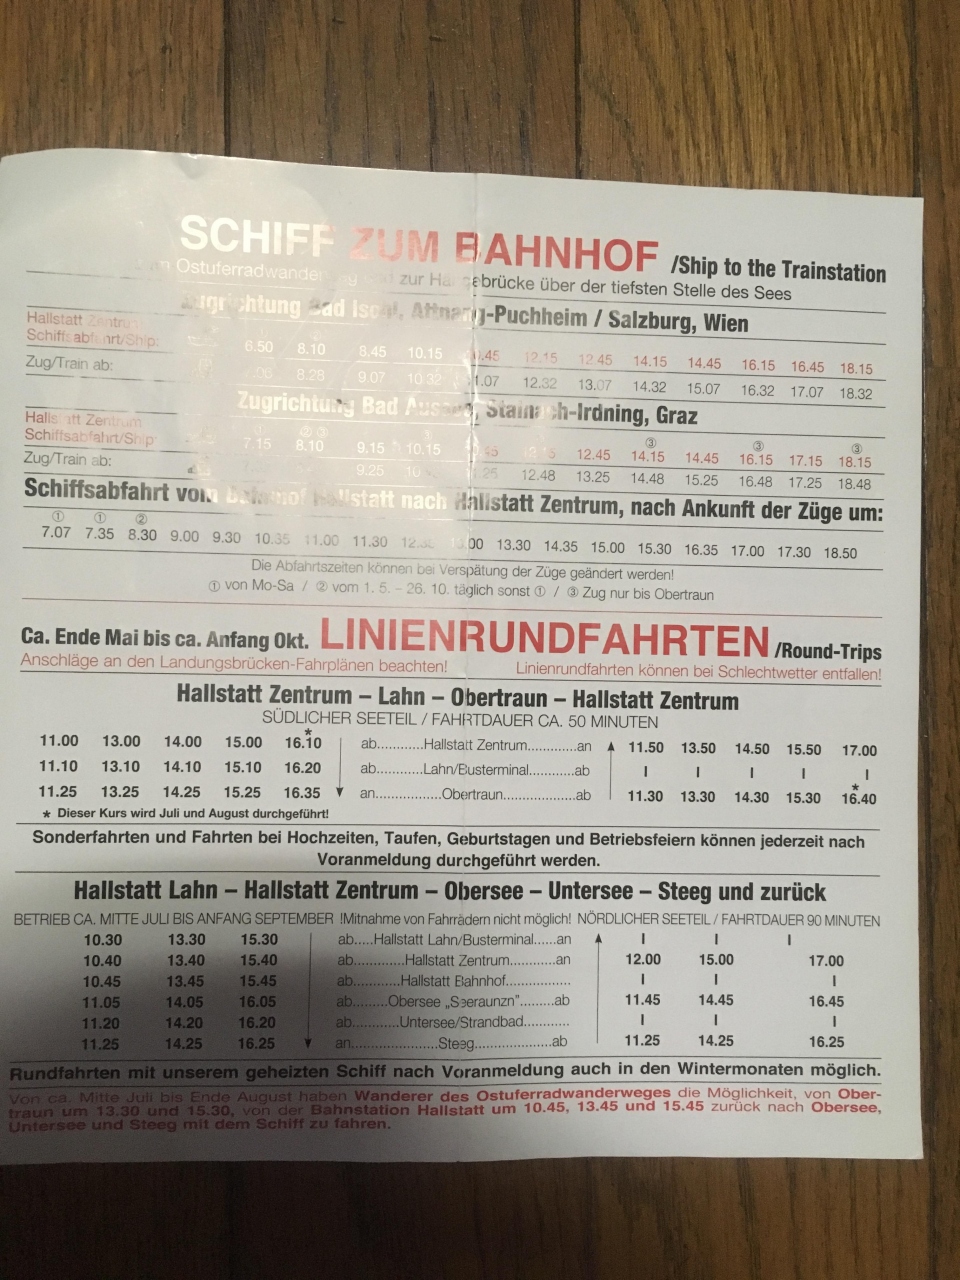 SCHIFF ZUM BAHNHOF /Ship to the Trainstation
Ostuferradwander zur Hängebrücke über der tiefsten Stelle des Sees
Zugrichtung Bad Ischl, Attnang-Puchheim / Salzburg, Wien
Hallstatt Zentrum
Schiffsabfahrt/Ship: 6.50 8.10 8.45 10.15 .45 12.15 12.45 14.15 14.45 16.15 16.45 18.15
Zug/Train ab: 8.28 9.07 10.32 1.07 12.32 13.07 14.32 15.07 16.32 17.07 18.32
Zugrichtung Bad Aussee, Stainach-Irdning, Graz
Hallstatt Zentrum ① ②③ ③ ③ ③
Schiffsabfahrt/Ship 7.15 8.10 9.15 10.15 .45 12.45 14.15 14.45 16.15 17.15 18.15
Zug/Train ab: 9.25 10 .25 12.48 13.25 14.48 15.25 16.48 17.25 18.48
Schiffsabfahrt vom Bahnhof Hallstatt nach Hallstatt Zentrum, nach Ankunft der Züge um:
① ① ②
7.07 7.35 8.30 9.00 9.30 10.35 11.00 11.30 .00 13.30 14.35 15.00 15.30 16.35 17.00 17.30 18.50
Die Abfahrtszeiten können bei Verspätung der Züge geändert werden!
① von Mo-Sa / ② vom 1. 5. – 26. 10. täglich sonst ① / ③ Zug nur bis Obertraun
Ca. Ende Mai bis ca. Anfang Okt. LINIENRUNDFAHRTEN /Round-Trips
Anschläge an den Landungsbrücken-Fahrplänen beachten! Linienrundfahrten können bei Schlechtwetter entfallen!
Hallstatt Zentrum – Lahn – Obertraun – Hallstatt Zentrum
SÜDLICHER SEETEIL / FAHRTDAUER CA. 50 MINUTEN
*
11.00 13.00 14.00 15.00 16.10 ab............Hallstatt Zentrum.............an 11.50 13.50 14.50 15.50 17.00
11.10 13.10 14.10 15.10 16.20 ab............Lahn/Busterminal............ab I I I I I
*
11.25 13.25 14.25 15.25 16.35 an..................Obertraun....................ab 11.30 13.30 14.30 15.30 16.40
* Dieser Kurs wird Juli und August durchgeführt!
Sonderfahrten und Fahrten bei Hochzeiten, Taufen, Geburtstagen und Betriebsfeiern können jederzeit nach
Voranmeldung durchgeführt werden.
Hallstatt Lahn – Hallstatt Zentrum – Obersee – Untersee – Steeg und zurück
BETRIEB CA. MITTE JULI BIS ANFANG SEPTEMBER !Mitnahme von Fahrrädern nicht möglich! NÖRDLICHER SEETEIL / FAHRTDAUER 90 MINUTEN
10.30 13.30 15.30 ab.....Hallstatt Lahn/Busterminal......an I I I
10.40 13.40 15.40 ab..............Hallstatt Zentrum............an 12.00 15.00 17.00
10.45 13.45 15.45 ab.............Hallstatt Bahnhof................. I I I
11.05 14.05 16.05 ab..........Obersee „Seeraunzn"........ab 11.45 14.45 16.45
11.20 14.20 16.20 ab.............Untersee/Strandbad............ I I I
11.25 14.25 16.25 an........................Steeg......................ab 11.25 14.25 16.25
Rundfahrten mit unserem geheizten Schiff nach Voranmeldung auch in den Wintermonaten möglich.
Von ca. Mitte Juli bis Ende August haben Wanderer des Ostuferradwanderweges die Möglichkeit, von Ober-
traun um 13.30 und 15.30, von der Bahnstation Hallstatt um 10.45, 13.45 und 15.45 zurück nach Obersee,
Untersee und Steeg mit dem Schiff zu fahren.